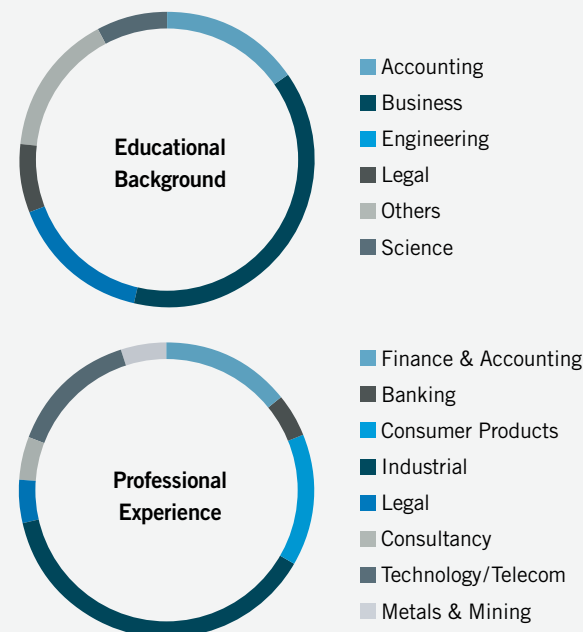 Educational
Background
Accounting
Business
Engineering
Legal
Others
Science
Professional
Experience
Finance & Accounting
Banking
Consumer Products
Industrial
Legal
Consultancy
Technology/Telecom
Metals & Mining